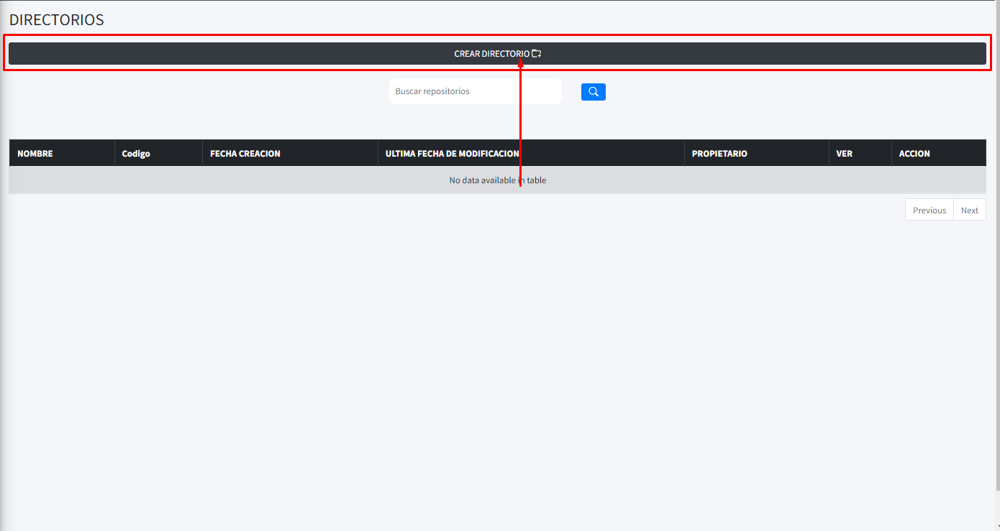 DIRECTORIOS
CREAR DIRECTORIO
Buscar repositorios
NOMBRE Codigo FECHA CREACION ULTIMA FECHA DE MODIFICACION PROPIETARIO VER ACCION
No data available in table
Previous Next